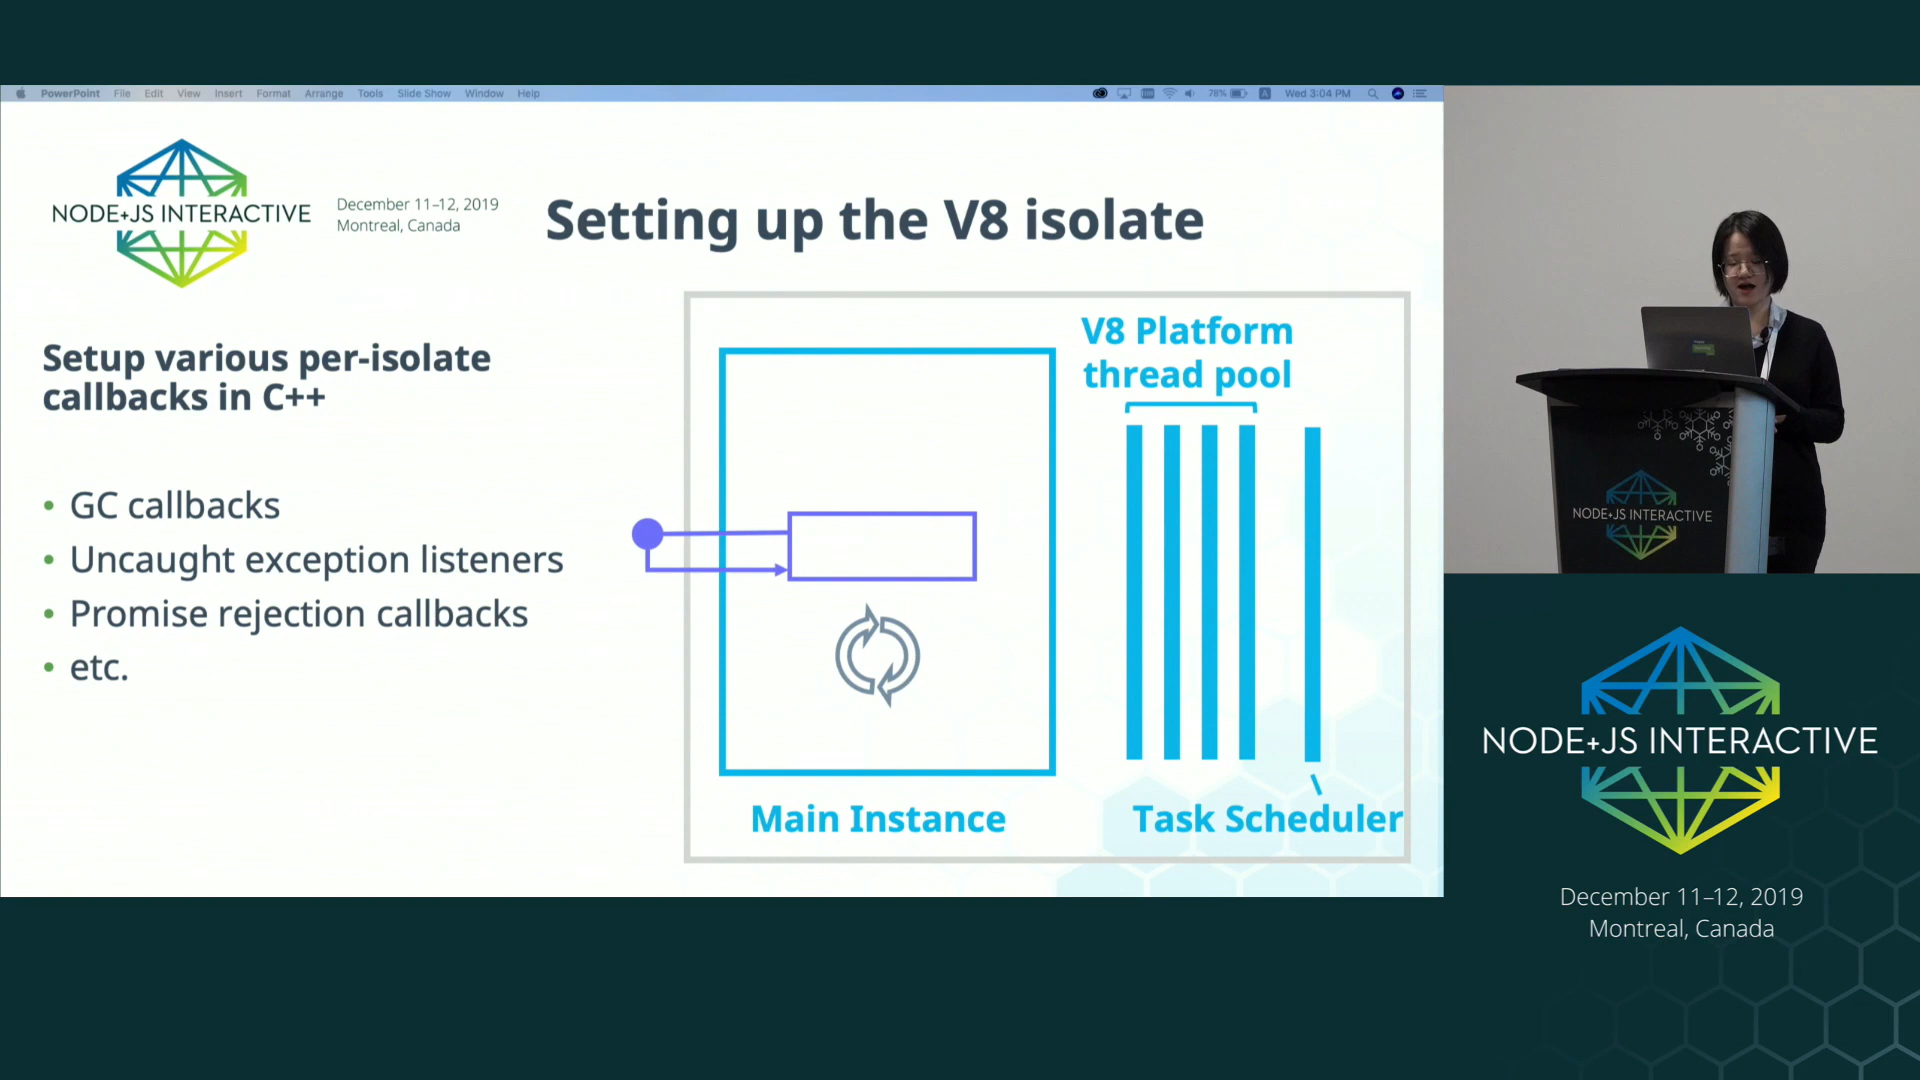 PowerPoint File Edit View Insert Format Arrange Tools Slide Show Window Help 78% A Wed 3:04 PM
NODE+JS INTERACTIVE
December 11–12, 2019
Montreal, Canada
Setting up the V8 isolate
Setup various per-isolate
callbacks in C++
• GC callbacks
• Uncaught exception listeners
• Promise rejection callbacks
• etc.
V8 Platform
thread pool
Main Instance
Task Scheduler
NODE+JS INTERACTIVE
NODE+JS INTERACTIVE
December 11–12, 2019
Montreal, Canada